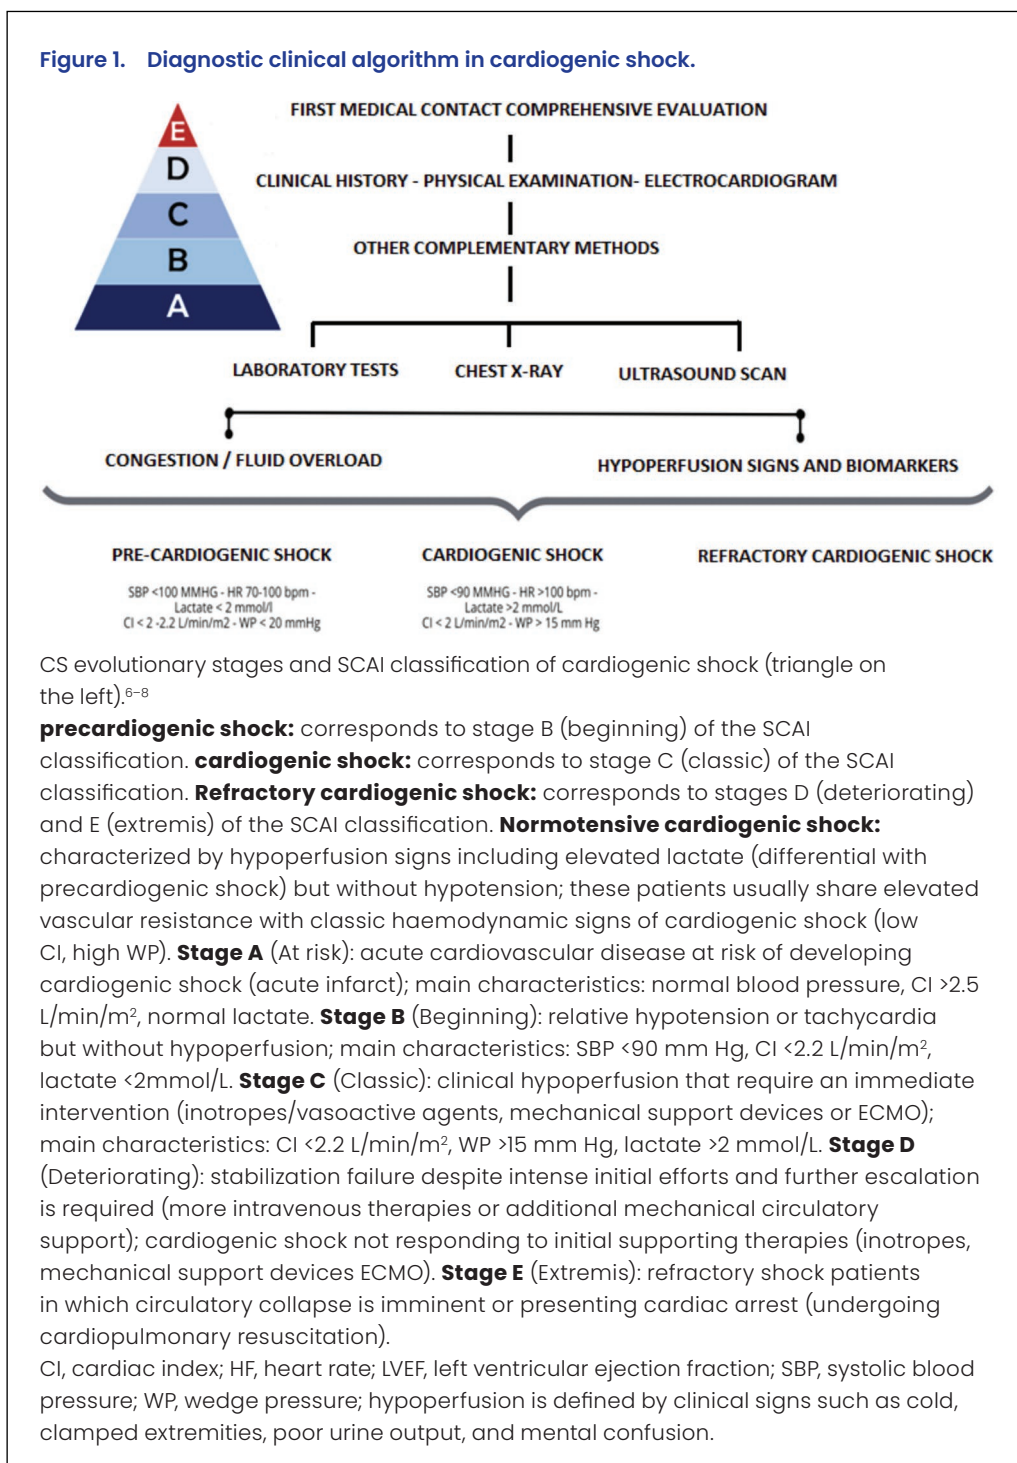 Figure 1. Diagnostic clinical algorithm in cardiogenic shock.
E
D
C
B
A
FIRST MEDICAL CONTACT COMPREHENSIVE EVALUATION
CLINICAL HISTORY - PHYSICAL EXAMINATION- ELECTROCARDIOGRAM
OTHER COMPLEMENTARY METHODS
LABORATORY TESTS
CHEST X-RAY
ULTRASOUND SCAN
CONGESTION / FLUID OVERLOAD
HYPOPERFUSION SIGNS AND BIOMARKERS
PRE-CARDIOGENIC SHOCK
SBP <100 MMHG - HR 70-100 bpm -
Lactate < 2 mmol/l
CI < 2 -2.2 L/min/m2 - WP < 20 mmHg
CARDIOGENIC SHOCK
SBP <90 MMHG - HR >100 bpm -
Lactate >2 mmol/L
CI < 2 L/min/m2 - WP > 15 mm Hg
REFRACTORY CARDIOGENIC SHOCK
CS evolutionary stages and SCAI classification of cardiogenic shock (triangle on
the left).⁶⁻⁸
precardiogenic shock: corresponds to stage B (beginning) of the SCAI
classification. cardiogenic shock: corresponds to stage C (classic) of the SCAI
classification. Refractory cardiogenic shock: corresponds to stages D (deteriorating)
and E (extremis) of the SCAI classification. Normotensive cardiogenic shock:
characterized by hypoperfusion signs including elevated lactate (differential with
precardiogenic shock) but without hypotension; these patients usually share elevated
vascular resistance with classic haemodynamic signs of cardiogenic shock (low
CI, high WP). Stage A (At risk): acute cardiovascular disease at risk of developing
cardiogenic shock (acute infarct); main characteristics: normal blood pressure, CI >2.5
L/min/m², normal lactate. Stage B (Beginning): relative hypotension or tachycardia
but without hypoperfusion; main characteristics: SBP <90 mm Hg, CI <2.2 L/min/m²,
lactate <2mmol/L. Stage C (Classic): clinical hypoperfusion that require an immediate
intervention (inotropes/vasoactive agents, mechanical support devices or ECMO);
main characteristics: CI <2.2 L/min/m², WP >15 mm Hg, lactate >2 mmol/L. Stage D
(Deteriorating): stabilization failure despite intense initial efforts and further escalation
is required (more intravenous therapies or additional mechanical circulatory
support); cardiogenic shock not responding to initial supporting therapies (inotropes,
mechanical support devices ECMO). Stage E (Extremis): refractory shock patients
in which circulatory collapse is imminent or presenting cardiac arrest (undergoing
cardiopulmonary resuscitation).
CI, cardiac index; HF, heart rate; LVEF, left ventricular ejection fraction; SBP, systolic blood
pressure; WP, wedge pressure; hypoperfusion is defined by clinical signs such as cold,
clamped extremities, poor urine output, and mental confusion.